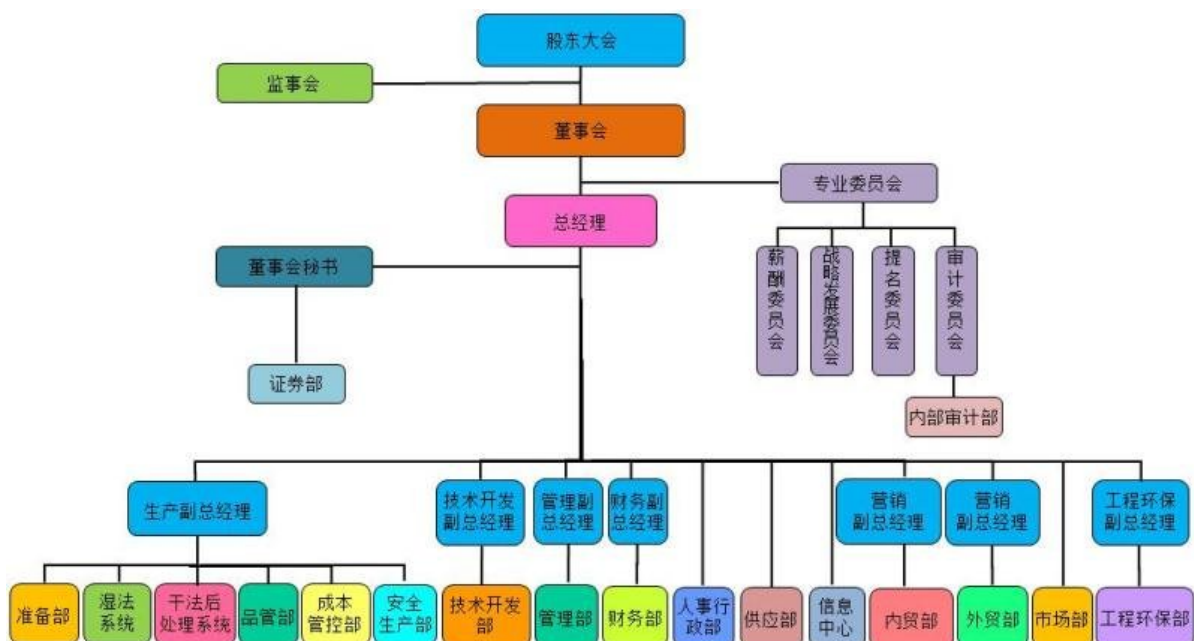 股东大会
监事会
董事会
专业委员会
总经理
董事会秘书
薪酬委员会
战略发展委员会
提名委员会
审计委员会
证券部
内部审计部
生产副总经理
技术开发
副总经理
管理副
总经理
财务副
总经理
营销
副总经理
营销
副总经理
工程环保
副总经理
准备部
湿法
系统
干法后
处理系统
品管部
成本
管控部
安全
生产部
技术开发
部
管理部
财务部
人事行
政部
供应部
信息
中心
内贸部
外贸部
市场部
工程环保部